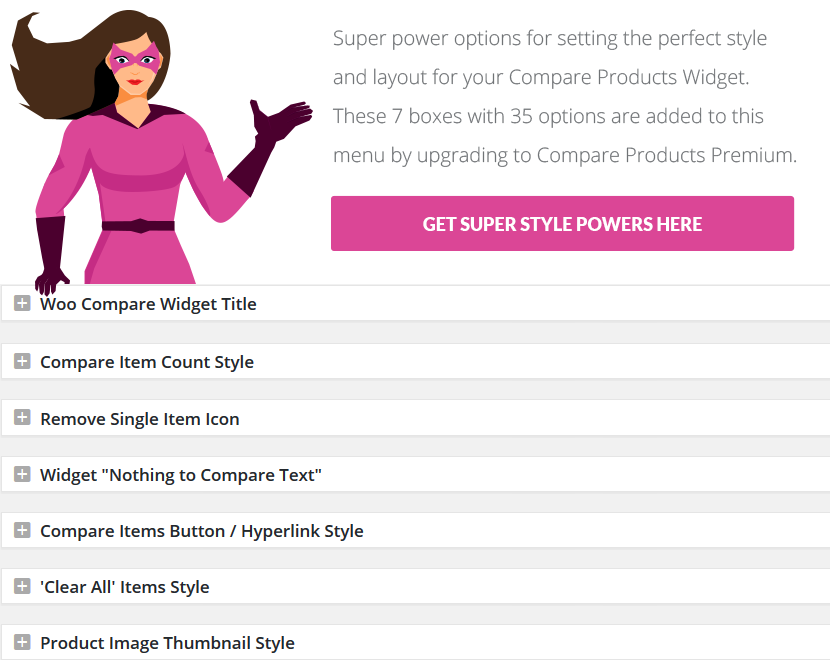 Super power options for setting the perfect style
and layout for your Compare Products Widget.
These 7 boxes with 35 options are added to this
menu by upgrading to Compare Products Premium.
GET SUPER STYLE POWERS HERE
Woo Compare Widget Title
Compare Item Count Style
Remove Single Item Icon
Widget "Nothing to Compare Text"
Compare Items Button / Hyperlink Style
'Clear All' Items Style
Product Image Thumbnail Style